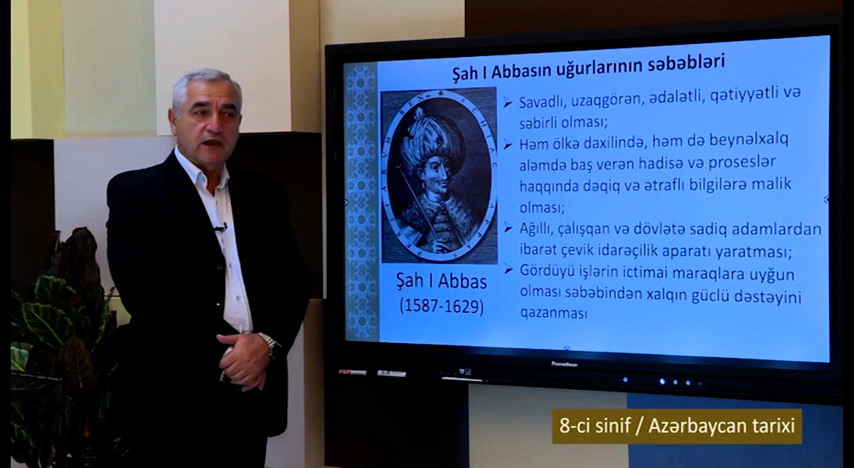 Şah I Abbasın uğurlarının səbəbləri
➢ Savadlı, uzaqgörən, ədalətli, qətiyyətli və
səbirli olması;
➢ Həm ölkə daxilində, həm də beynəlxalq
aləmdə baş verən hadisə və proseslər
haqqında dəqiq və ətraflı bilgilərə malik
olması;
➢ Ağıllı, çalışqan və dövlətə sadiq adamlardan
ibarət çevik idarəçilik aparatı yaratması;
➢ Gördüyü işlərin ictimai maraqlara uyğun
olması səbəbindən xalqın güclü dəstəyini
qazanması
Şah I Abbas
(1587-1629)
Promethean
8-ci sinif / Azərbaycan tarixi